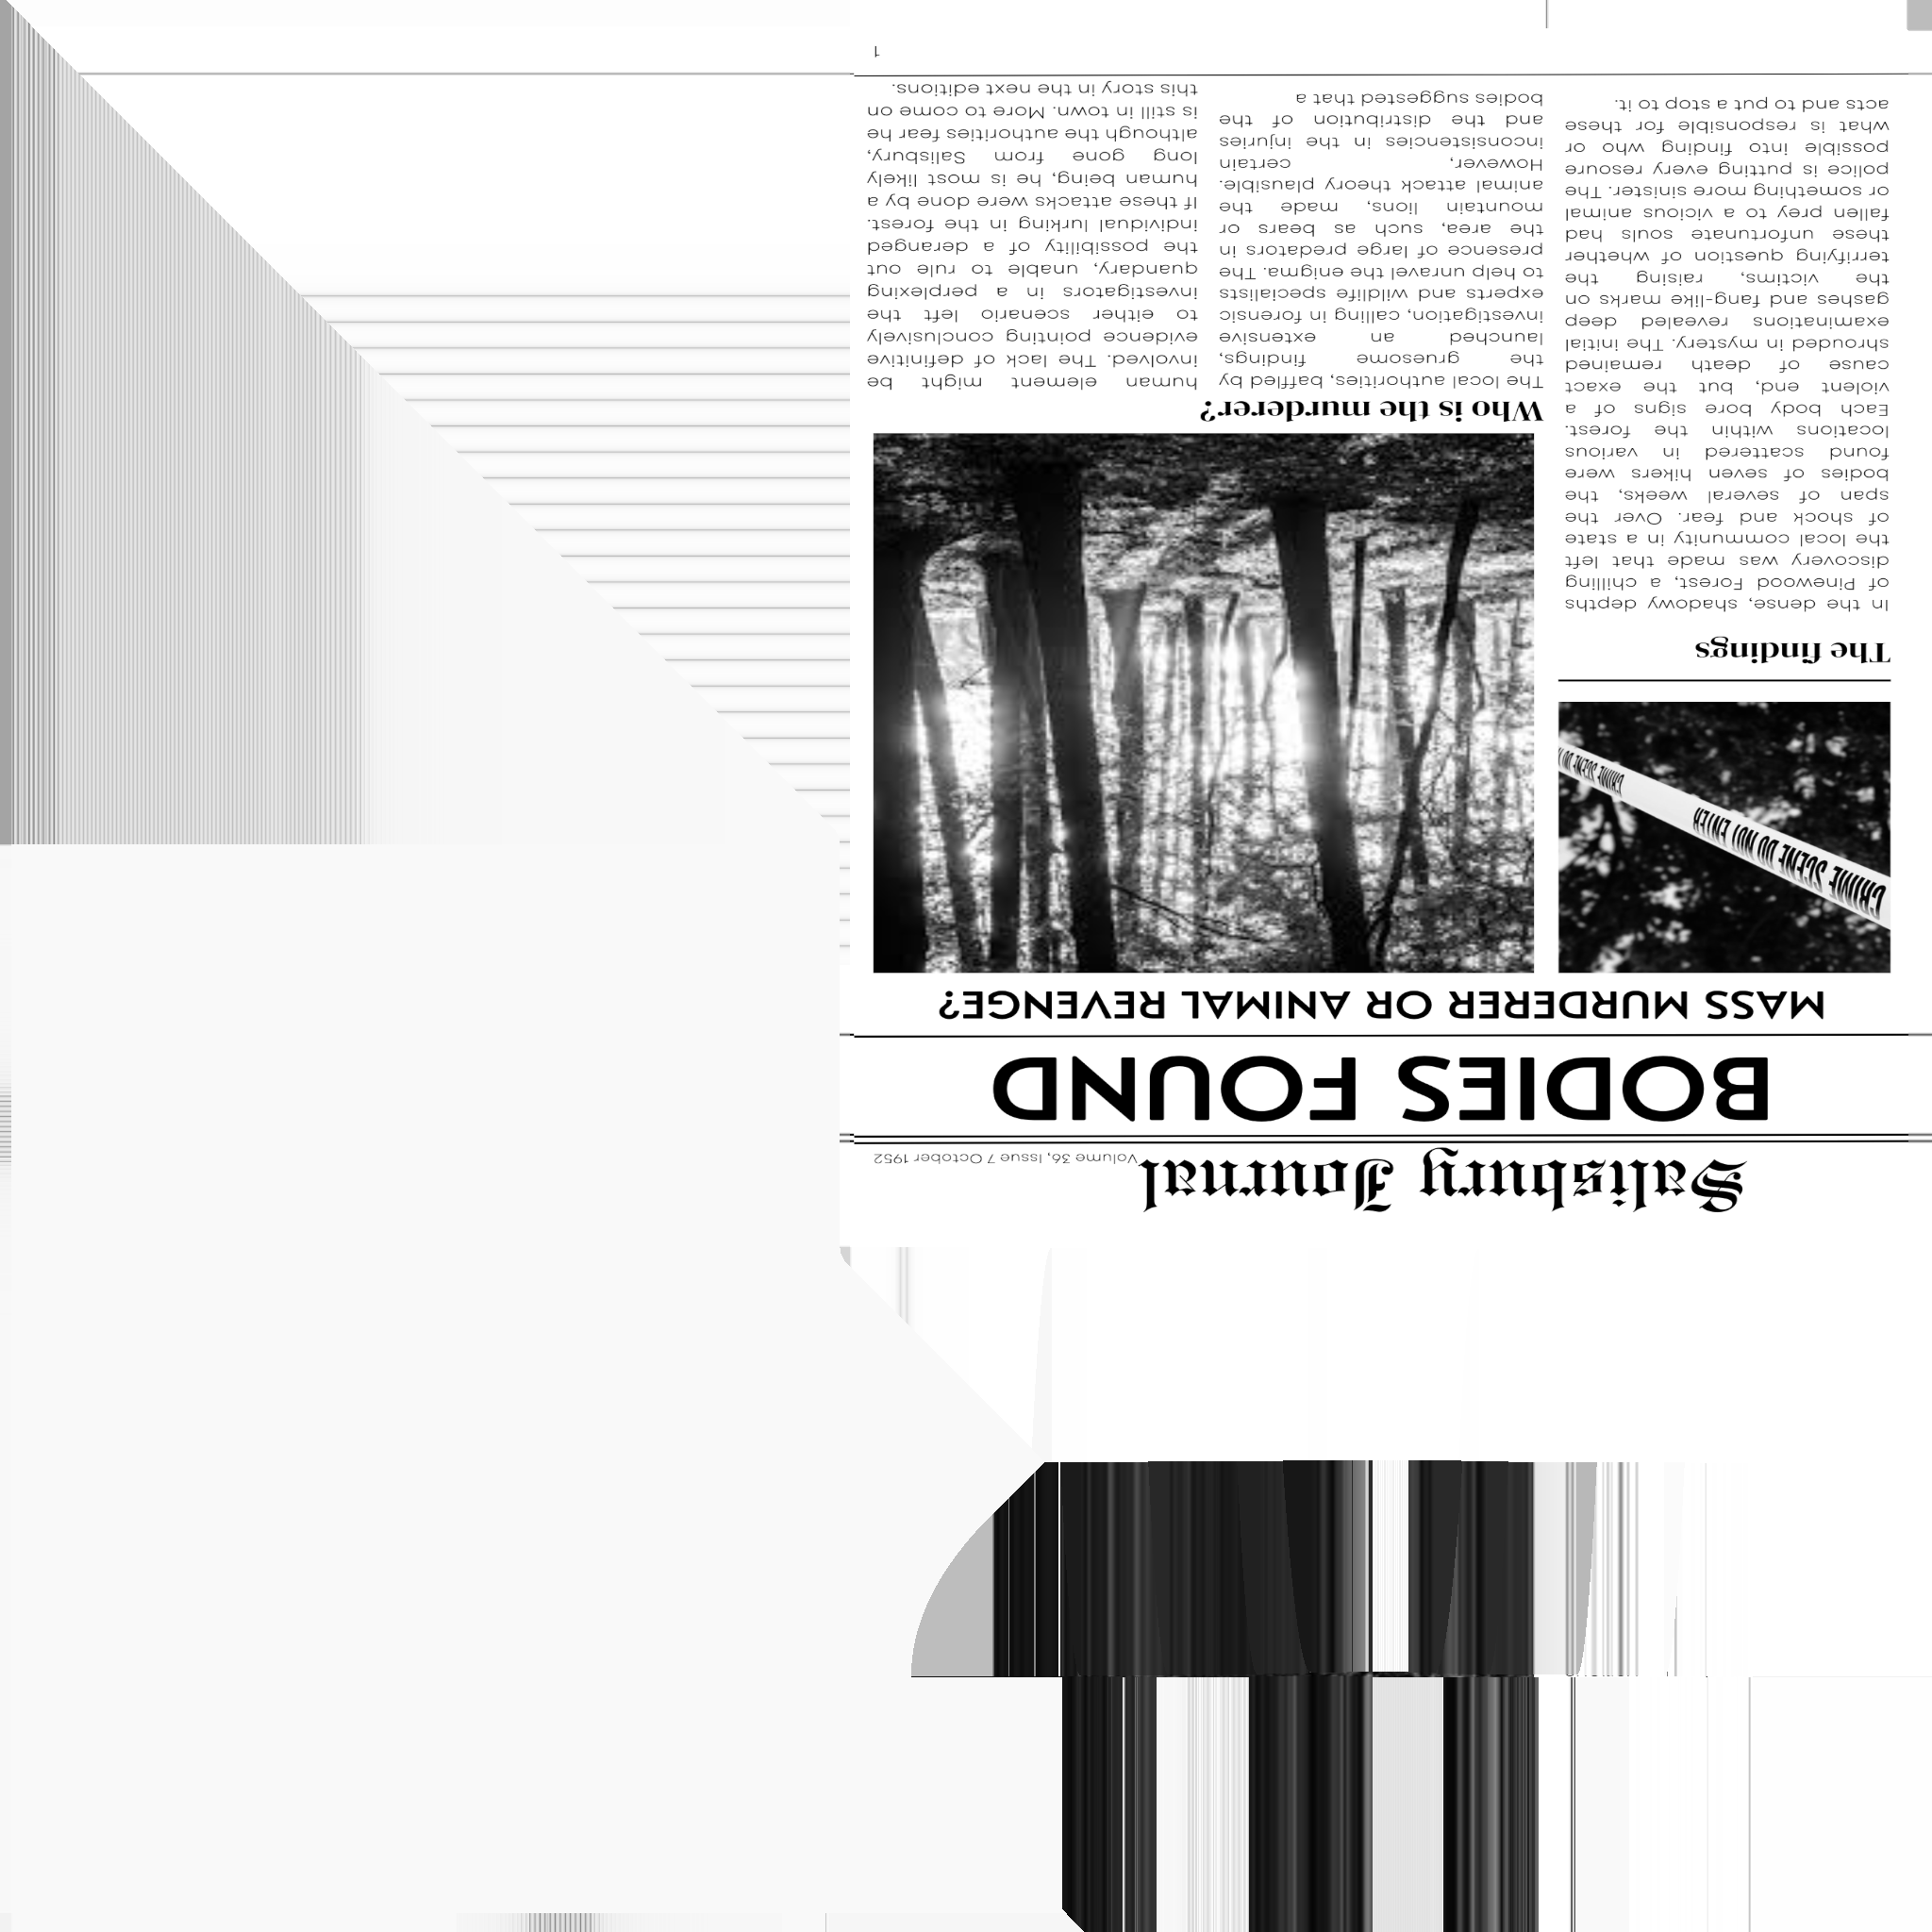 Salisbury Journal
Volume 36, Issue 7 October 1952
BODIES FOUND
MASS MURDERER OR ANIMAL REVENGE?
CRIME SCENE DO NOT ENTER
CRIME SCENE DO N
The findings
In the dense, shadowy depths
of Pinewood Forest, a chilling
discovery was made that left
the local community in a state
of shock and fear. Over the
span of several weeks, the
bodies of seven hikers were
found scattered in various
locations within the forest.
Each body bore signs of a
violent end, but the exact
cause of death remained
shrouded in mystery. The initial
examinations revealed deep
gashes and fang-like marks on
the victims, raising the
terrifying question of whether
these unfortunate souls had
fallen prey to a vicious animal
or something more sinister. The
police is putting every resoure
possible into finding who or
what is responsible for these
acts and to put a stop to it.
Who is the murderer?
The local authorities, baffled by
the gruesome findings,
launched an extensive
investigation, calling in forensic
experts and wildlife specialists
to help unravel the enigma. The
presence of large predators in
the area, such as bears or
mountain lions, made the
animal attack theory plausible.
However, certain
inconsistencies in the injuries
and the distribution of the
bodies suggested that a
human element might be
involved. The lack of definitive
evidence pointing conclusively
to either scenario left the
investigators in a perplexing
quandary, unable to rule out
the possibility of a deranged
individual lurking in the forest.
If these attacks were done by a
human being, he is most likely
long gone from Salisbury,
although the authorities fear he
is still in town. More to come on
this story in the next editions.
1